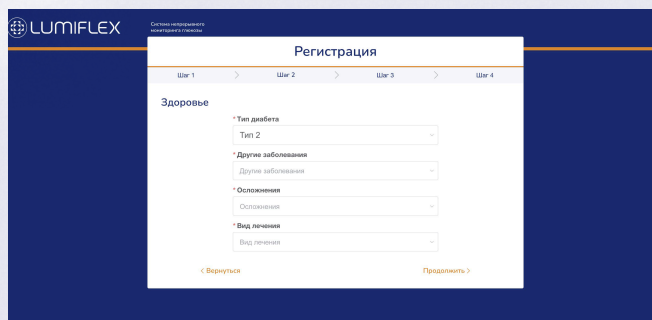 LUMIFLEX
Система непрерывного
мониторинга глюкозы
Регистрация
Шаг 1 > Шаг 2 > Шаг 3 > Шаг 4
Здоровье
* Тип диабета
Тип 2
* Другие заболевания
Другие заболевания
* Осложнения
Осложнения
* Вид лечения
Вид лечения
< Вернуться Продолжить >